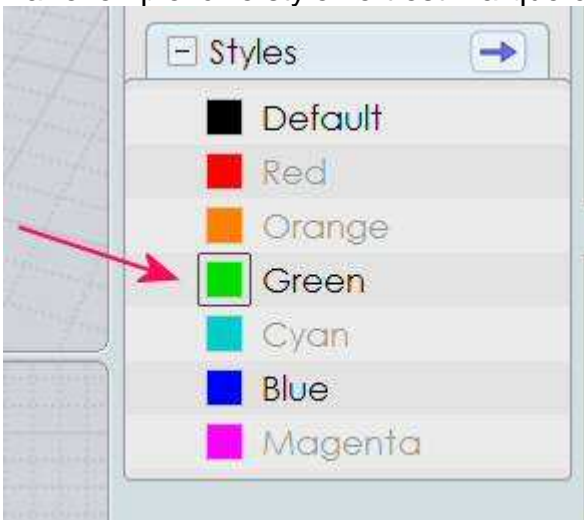 Styles
Default
Red
Orange
Green
Cyan
Blue
Magenta